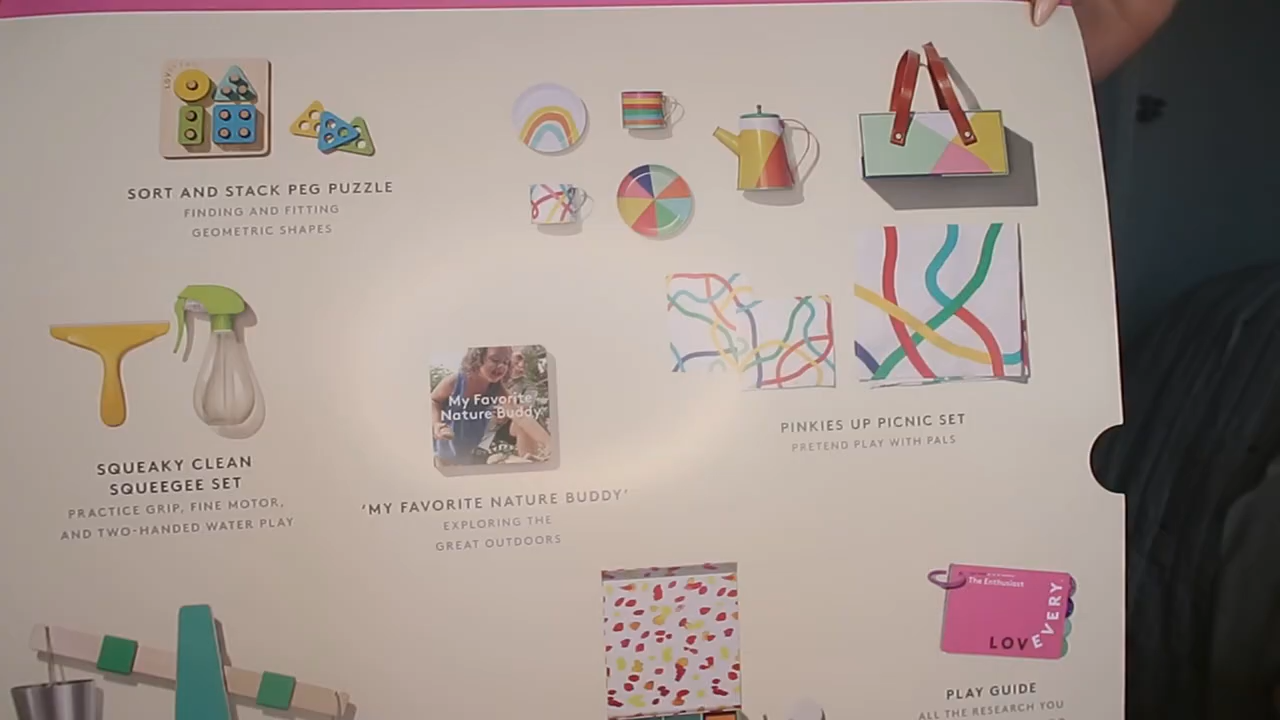 SORT AND STACK PEG PUZZLE
FINDING AND FITTING
GEOMETRIC SHAPES
SQUEAKY CLEAN
SQUEEGEE SET
PRACTICE GRIP, FINE MOTOR,
AND TWO-HANDED WATER PLAY
My Favorite
Nature Buddy
'MY FAVORITE NATURE BUDDY'
EXPLORING THE
GREAT OUTDOORS
PINKIES UP PICNIC SET
PRETEND PLAY WITH PALS
The Enthusiast
LOVEVERY
PLAY GUIDE
ALL THE RESEARCH YOU